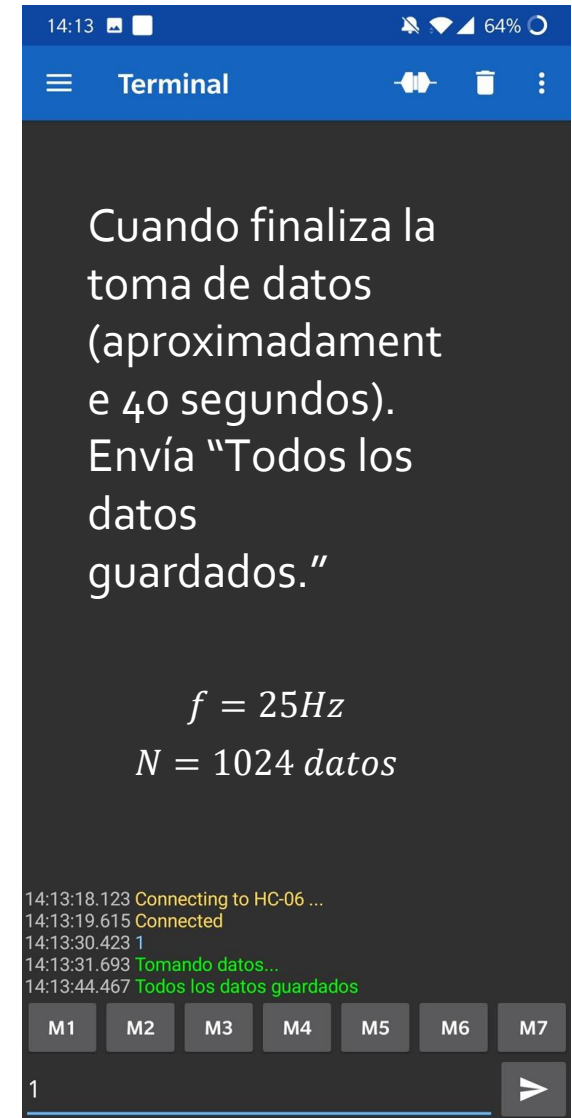 14:13
64%
Terminal
Cuando finaliza la
toma de datos
(aproximadament
e 40 segundos).
Envía “Todos los
datos
guardados.”
f = 25Hz
N = 1024 datos
14:13:18.123 Connecting to HC-06 ...
14:13:19.615 Connected
14:13:30.423 1
14:13:31.693 Tomando datos...
14:13:44.467 Todos los datos guardados
M1 M2 M3 M4 M5 M6 M7
1